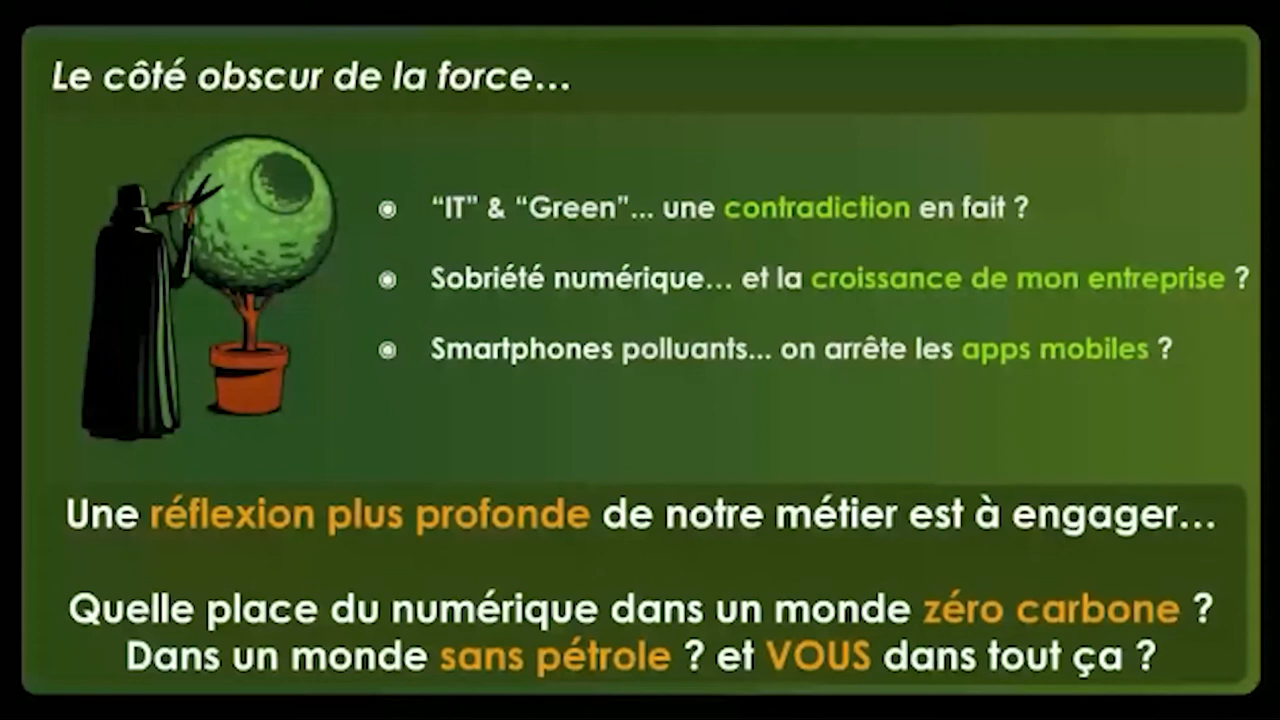 Le côté obscur de la force...
“IT” & “Green”... une contradiction en fait ?
Sobriété numérique... et la croissance de mon entreprise ?
Smartphones polluants... on arrête les apps mobiles ?
Une réflexion plus profonde de notre métier est à engager...
Quelle place du numérique dans un monde zéro carbone ?
Dans un monde sans pétrole ? et VOUS dans tout ça ?